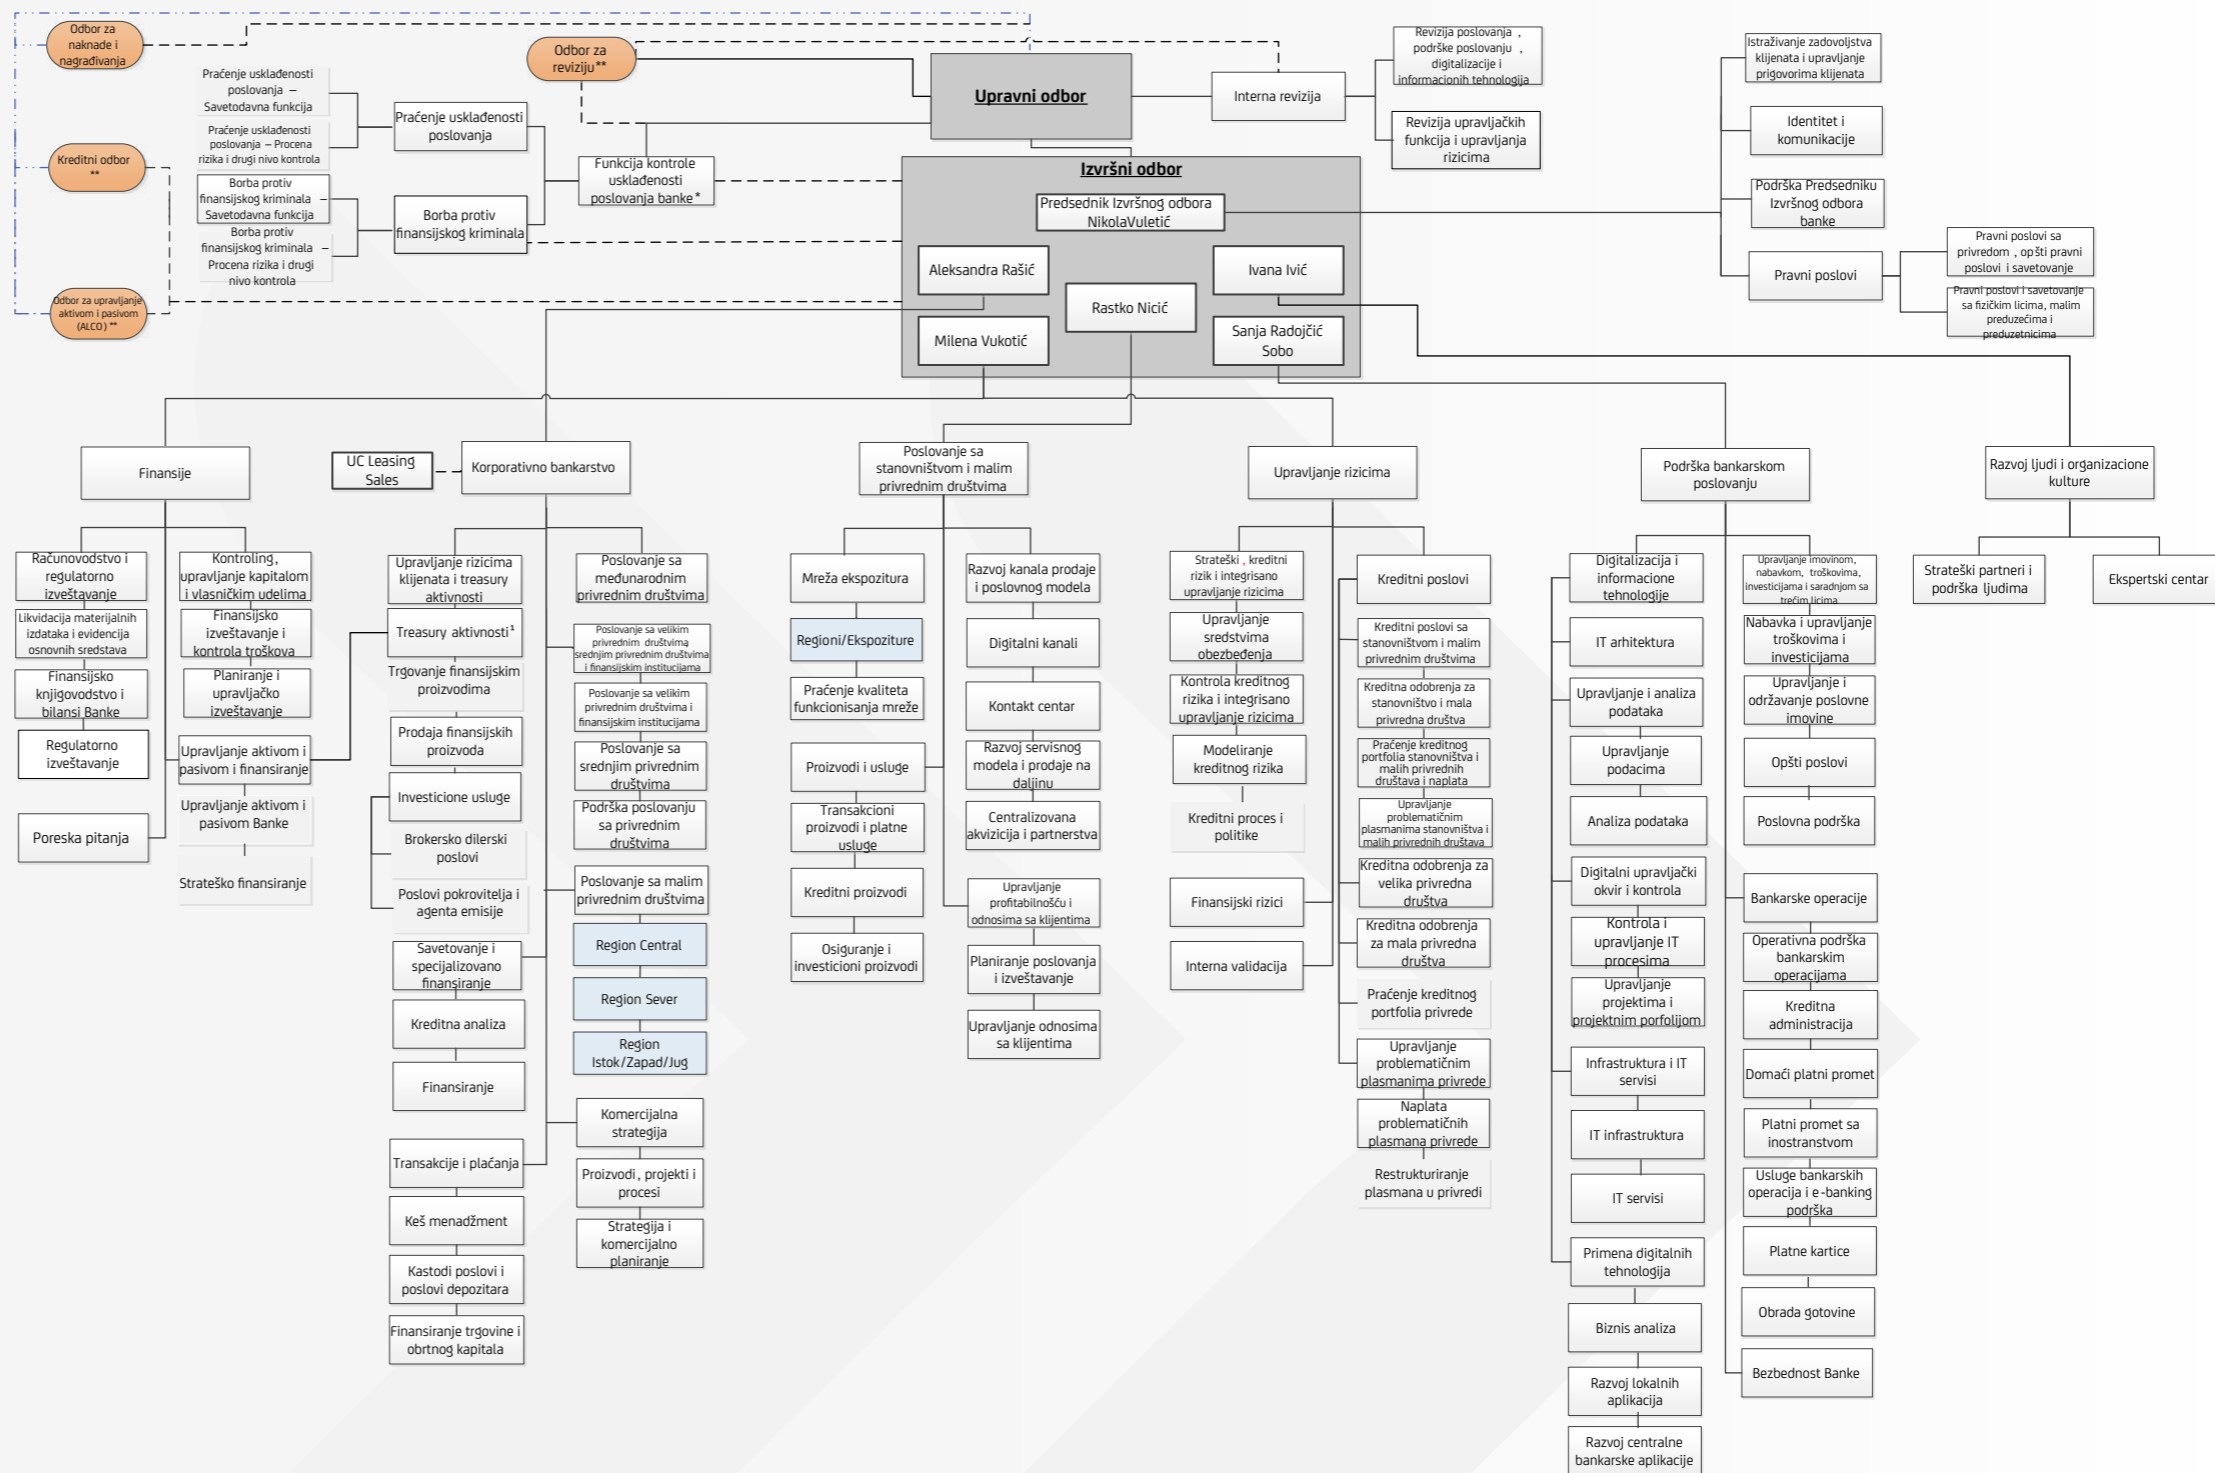 Odbor za
naknade i
nagrađivanja
Odbor za
reviziju**
Kreditni odbor
**
Odbor za upravljanje
aktivom i pasivom
(ALCO) **
Praćenje usklađenosti
poslovanja –
Savetodavna funkcija
Praćenje usklađenosti
poslovanja – Procena
rizika i drugi nivo kontrola
Borba protiv
finansijskog kriminala –
Savetodavna funkcija
Borba protiv
finansijskog kriminala –
Procena rizika i drugi
nivo kontrola
Praćenje usklađenosti
poslovanja
Borba protiv
finansijskog kriminala
Funkcija kontrole
usklađenosti
poslovanja banke*
Upravni odbor
Interna revizija
Revizija poslovanja ,
podrške poslovanju ,
digitalizacije i
informacionih tehnologija
Revizija upravljačkih
funkcija i upravljanja
rizicima
Izvršni odbor
Predsednik Izvršnog odbora
NikolaVuletić
Aleksandra Rašić
Ivana Ivić
Rastko Nicić
Milena Vukotić
Sanja Radojčić
Sobo
Istraživanje zadovoljstva
klijenata i upravljanje
prigovorima klijenata
Identitet i
komunikacije
Podrška Predsedniku
Izvršnog odbora
banke
Pravni poslovi
Pravni poslovi sa
privredom , opšti pravni
poslovi i savetovanje
Pravni poslovi i savetovanje
sa fizičkim licima, malim
preduzećima i
preduzetnicima
Finansije
Računovodstvo i
regulatorno
izveštavanje
Likvidacija materijalnih
izdataka i evidencija
osnovnih sredstava
Finansijsko
knjigovodstvo i
bilansi Banke
Regulatorno
izveštavanje
Poreska pitanja
Kontroling,
upravljanje kapitalom
i vlasničkim udelima
Finansijsko
izveštavanje i
kontrola troškova
Planiranje i
upravljačko
izveštavanje
Upravljanje aktivom i
pasivom i finansiranje
Upravljanje aktivom i
pasivom Banke
Strateško finansiranje
UC Leasing
Sales
Korporativno bankarstvo
Upravljanje rizicima
klijenata i treasury
aktivnosti
Treasury aktivnosti¹
Trgovanje finansijskim
proizvodima
Prodaja finansijskih
proizvoda
Investicione usluge
Brokersko dilerski
poslovi
Poslovi pokrovitelja i
agenta emisije
Savetovanje i
specijalizovano
finansiranje
Kreditna analiza
Finansiranje
Transakcije i plaćanja
Keš menadžment
Kastodi poslovi i
poslovi depozitara
Finansiranje trgovine i
obrtnog kapitala
Poslovanje sa
međunarodnim
privrednim društvima
Poslovanje sa velikim
privrednim društvima
srednjim privrednim društvima
i finansijskim institucijama
Poslovanje sa velikim
privrednim društvima i
finansijskim institucijama
Poslovanje sa
srednjim privrednim
društvima
Podrška poslovanju
sa privrednim
društvima
Poslovanje sa malim
privrednim društvima
Region Central
Region Sever
Region
Istok/Zapad/Jug
Komercijalna
strategija
Proizvodi, projekti i
procesi
Strategija i
komercijalno
planiranje
Poslovanje sa
stanovništvom i malim
privrednim društvima
Mreža ekspozitura
Regioni/Ekspoziture
Praćenje kvaliteta
funkcionisanja mreže
Proizvodi i usluge
Transakcioni
proizvodi i platne
usluge
Kreditni proizvodi
Osiguranje i
investicioni proizvodi
Razvoj kanala prodaje
i poslovnog modela
Digitalni kanali
Kontakt centar
Razvoj servisnog
modela i prodaje na
daljinu
Centralizovana
akvizicija i partnerstva
Upravljanje
profitabilnošću i
odnosima sa klijentima
Planiranje poslovanja
i izveštavanje
Upravljanje odnosima
sa klijentima
Upravljanje rizicima
Strateški , kreditni
rizik i integrisano
upravljanje rizicima
Upravljanje
sredstvima
obezbeđenja
Kontrola kreditnog
rizika i integrisano
upravljanje rizicima
Modeliranje
kreditnog rizika
Kreditni proces i
politike
Finansijski rizici
Interna validacija
Kreditni poslovi
Kreditni poslovi sa
stanovništvom i malim
privrednim društvima
Kreditna odobrenja za
stanovništvo i mala
privredna društva
Praćenje kreditnog
portfolia stanovništva i
malih privrednih
društava i naplata
Upravljanje
problematičnim
plasmanima stanovništva i
malih privrednih društava
Kreditna odobrenja za
velika privredna
društva
Kreditna odobrenja
za mala privredna
društva
Praćenje kreditnog
portfolia privrede
Upravljanje
problematičnim
plasmanima privrede
Naplata
problematičnih
plasmana privrede
Restrukturiranje
plasmana u privredi
Podrška bankarskom
poslovanju
Digitalizacija i
informacione
tehnologije
IT arhitektura
Upravljanje i analiza
podataka
Upravljanje
podacima
Analiza podataka
Digitalni upravljački
okvir i kontrola
Kontrola i
upravljanje IT
procesima
Upravljanje
projektima i
projektnim porfolijom
Infrastruktura i IT
servisi
IT infrastruktura
IT servisi
Primena digitalnih
tehnologija
Biznis analiza
Razvoj lokalnih
aplikacija
Razvoj centralne
bankarske aplikacije
Upravljanje imovinom,
nabavkom, troškovima,
investicijama i saradnjom sa
trećim licima
Nabavka i upravljanje
troškovima i
investicijama
Upravljanje i
održavanje poslovne
imovine
Opšti poslovi
Poslovna podrška
Bankarske operacije
Operativna podrška
bankarskim
operacijama
Kreditna
administracija
Domaći platni promet
Platni promet sa
inostranstvom
Usluge bankarskih
operacija i e-banking
podrška
Platne kartice
Obrada gotovine
Bezbednost Banke
Razvoj ljudi i organizacione
kulture
Strateški partneri i
podrška ljudima
Ekspertski centar